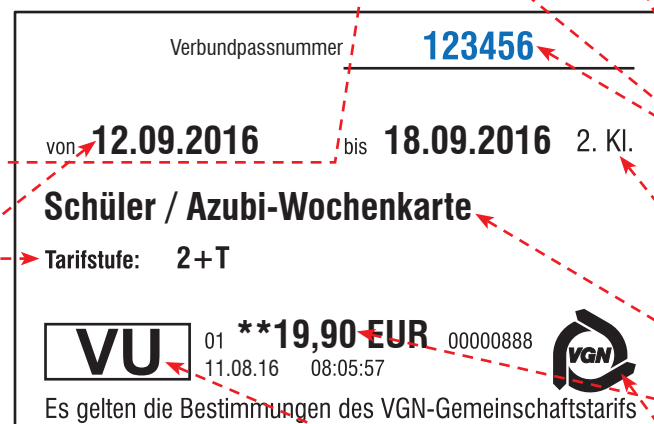 Verbundpassnummer 123456
von 12.09.2016 bis 18.09.2016 2. Kl.
Schüler / Azubi-Wochenkarte
Tarifstufe: 2+T
VU 01 **19,90 EUR 00000888 VGN
11.08.16 08:05:57
Es gelten die Bestimmungen des VGN-Gemeinschaftstarifs